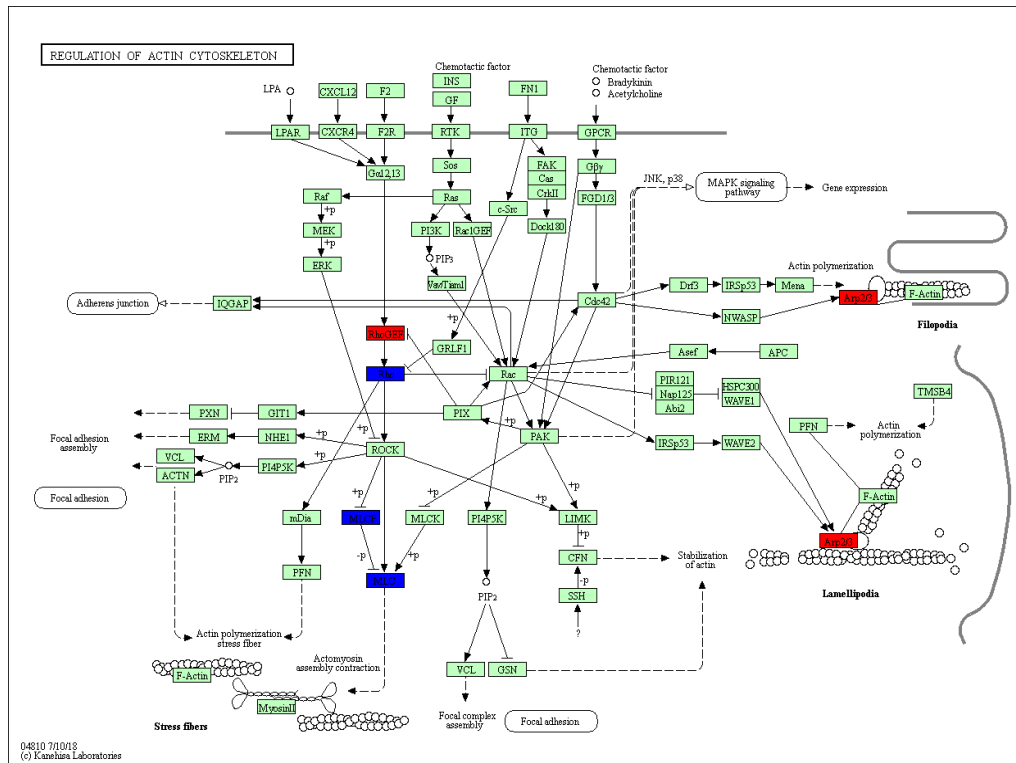 REGULATION OF ACTIN CYTOSKELETON
Chemotactic factor
Chemotactic factor
Bradykinin
Acetylcholine
LPA
CXCL12
F2
INS
GF
FN1
LPAR
CXCR4
F2R
RTK
ITG
GPCR
Gα12,13
Sos
FAK
Cas
CrkII
Gβγ
JNK, p38
MAPK signaling
pathway
Gene expression
Raf
+p
MEK
+p
ERK
Ras
PI3K
Rac1GEF
c-Src
Dock180
FGD1/3
PIP3
Vav/Tiam1
Adherens junction
IQGAP
Cdc42
Drf3
IRSp53
Mena
Actin polymerization
Arp2/3
F-Actin
NWASP
Filopodia
RhoGEF
+p
GRLF1
Asef
APC
Rho
Rac
PIR121
Nap125
Abi2
HSPC300
WAVE1
TMSB4
PXN
GIT1
PIX
+p
PAK
IRSp53
WAVE2
PFN
Actin
polymerization
Focal adhesion
assembly
ERM
NHE1
+p
ROCK
VCL
ACTN
PIP2
PI4P5K
+p
Focal adhesion
F-Actin
mDia
+p
MLCP
+p
MLCK
PI4P5K
+p
+p
LIMK
+p
Arp2/3
-p
+p
CFN
Stabilization
of actin
PFN
MLC
PIP2
-p
SSH
?
Lamellipodia
Actin polymerization
stress fiber
Actomyosin
assembly contraction
F-Actin
MyosinII
Stress fibers
VCL
GSN
Focal complex
assembly
Focal adhesion
04810 7/10/18
(c) Kanehisa Laboratories